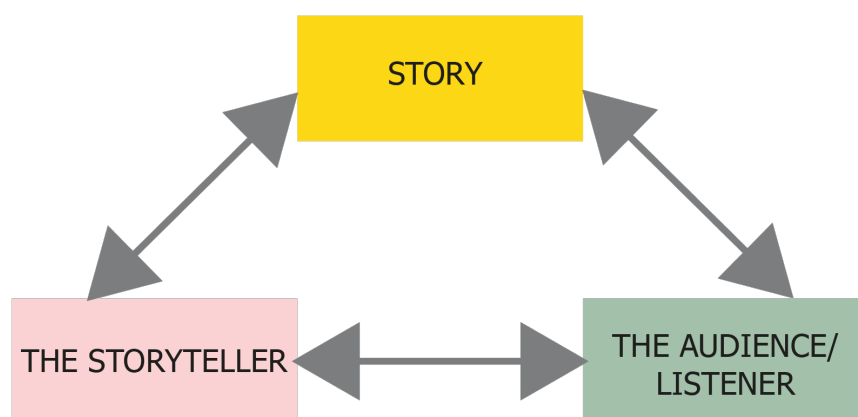 STORY
THE STORYTELLER
THE AUDIENCE/
LISTENER